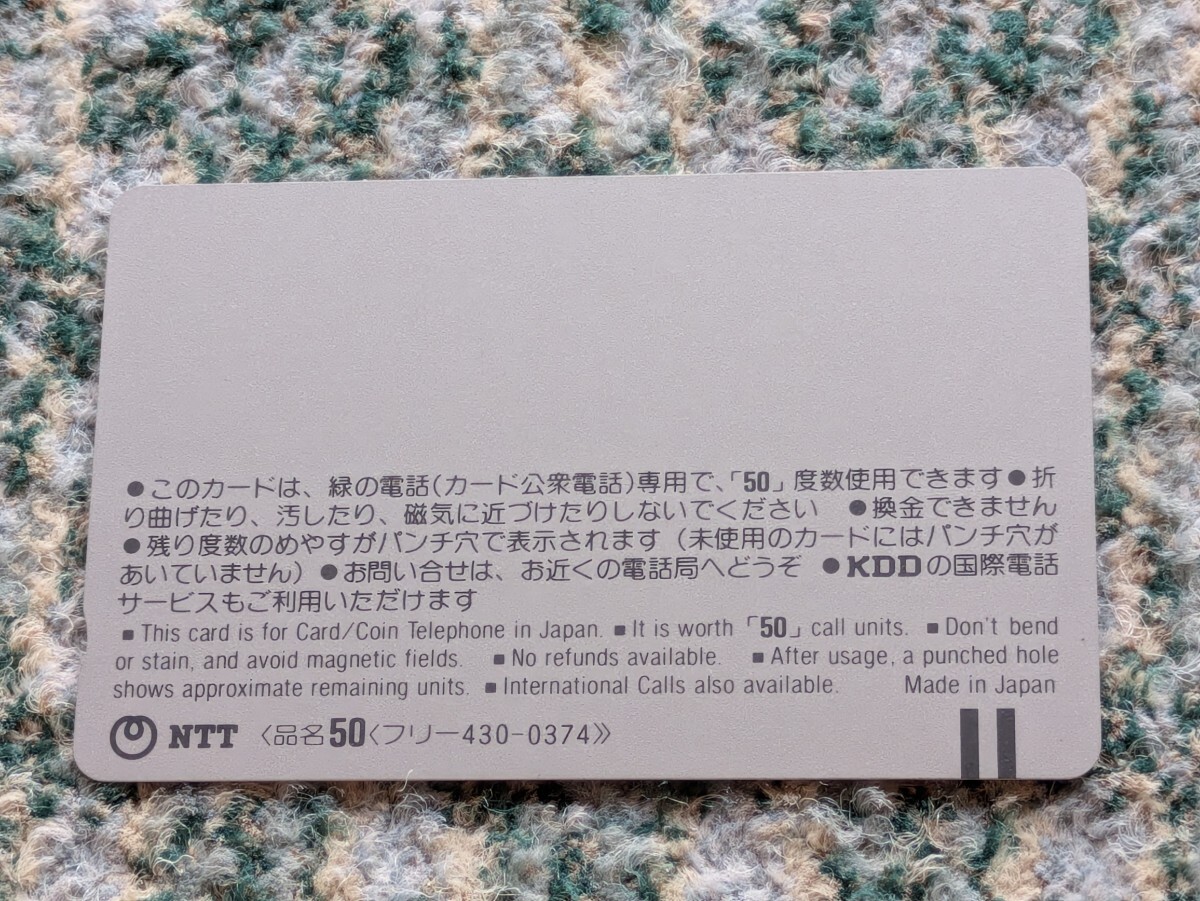 ●このカードは、緑の電話(カード公衆電話)専用で、「50」度数使用できます●折
り曲げたり、汚したり、磁気に近づけたりしないでください ●換金できません
●残り度数のめやすがパンチ穴で表示されます(未使用のカードにはパンチ穴が
あいていません)●お問い合せは、お近くの電話局へどうぞ ●KDDの国際電話
サービスもご利用いただけます
■This card is for Card/Coin Telephone in Japan. ■It is worth「50」call units. ■Don't bend
or stain, and avoid magnetic fields. ■No refunds available. ■After usage, a punched hole
shows approximate remaining units. ■International Calls also available. Made in Japan
NTT 〈品名50〈フリー430-0374》